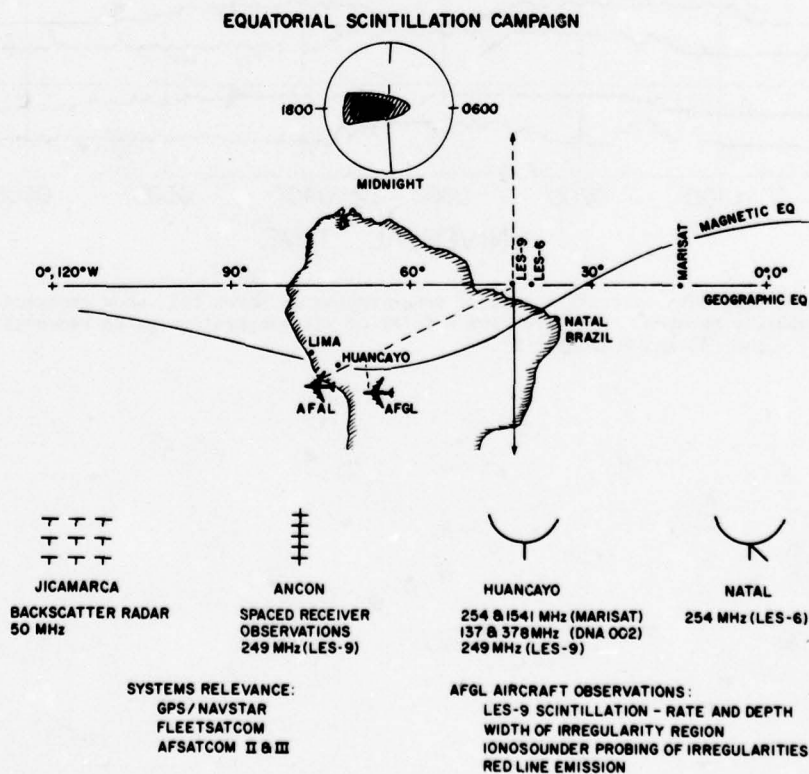 EQUATORIAL SCINTILLATION CAMPAIGN
1800
0600
MIDNIGHT
MAGNETIC EQ
LES-9
LES-6
MARISAT
0°, 120°W
90°
60°
30°
0°,0°
GEOGRAPHIC EQ
NATAL
BRAZIL
LIMA
HUANCAYO
AFAL
AFGL
JICAMARCA
BACKSCATTER RADAR
50 MHz
ANCON
SPACED RECEIVER
OBSERVATIONS
249 MHz (LES-9)
HUANCAYO
254 & 1541 MHz (MARISAT)
137 & 378 MHz (DNA 002)
249 MHz (LES-9)
NATAL
254 MHz (LES-6)
SYSTEMS RELEVANCE:
GPS/NAVSTAR
FLEETSATCOM
AFSATCOM II & III
AFGL AIRCRAFT OBSERVATIONS:
LES-9 SCINTILLATION - RATE AND DEPTH
WIDTH OF IRREGULARITY REGION
IONOSOUNDER PROBING OF IRREGULARITIES
RED LINE EMISSION